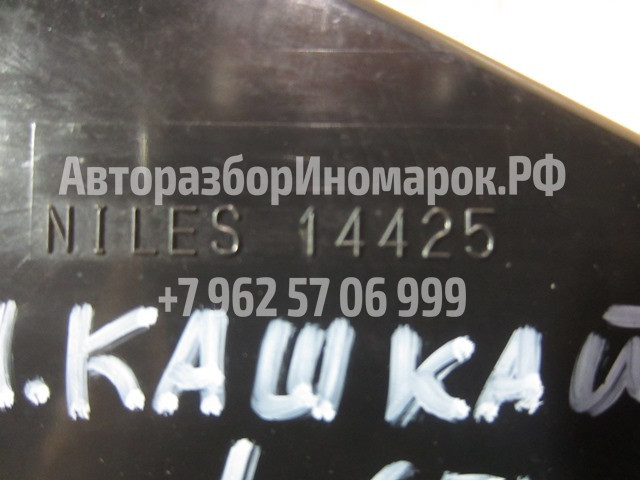 АвторазборИномарок.РФ
NILES 14425
+7 962 57 06 999
.КАШКАЙ